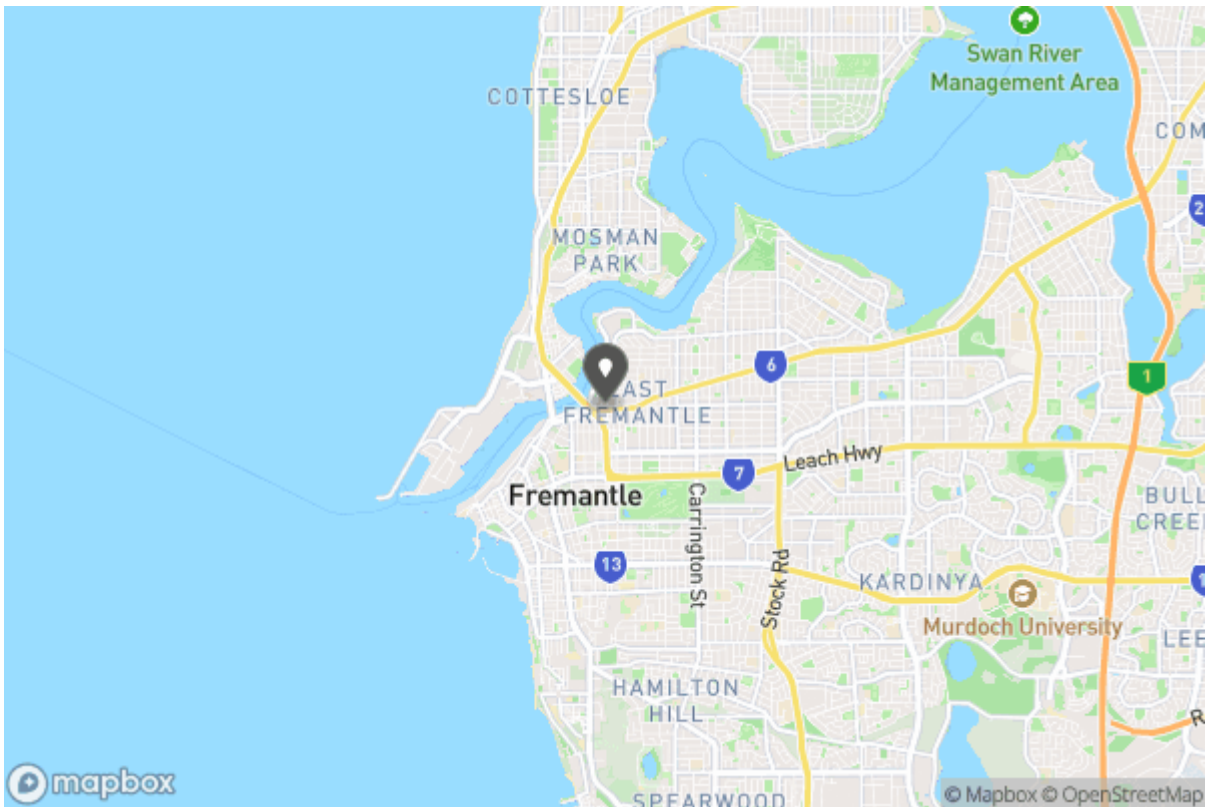 Swan River
Management Area
COTTESLOE
COM
2
MOSMAN
PARK
6
1
EAST
FREMANTLE
Leach Hwy
7
Fremantle
Carrington St
BULL
CREE
Stock Rd
13
KARDINYA
1
Murdoch University
LEE
HAMILTON
HILL
R
SPEARWOOD
mapbox
© Mapbox © OpenStreetMap